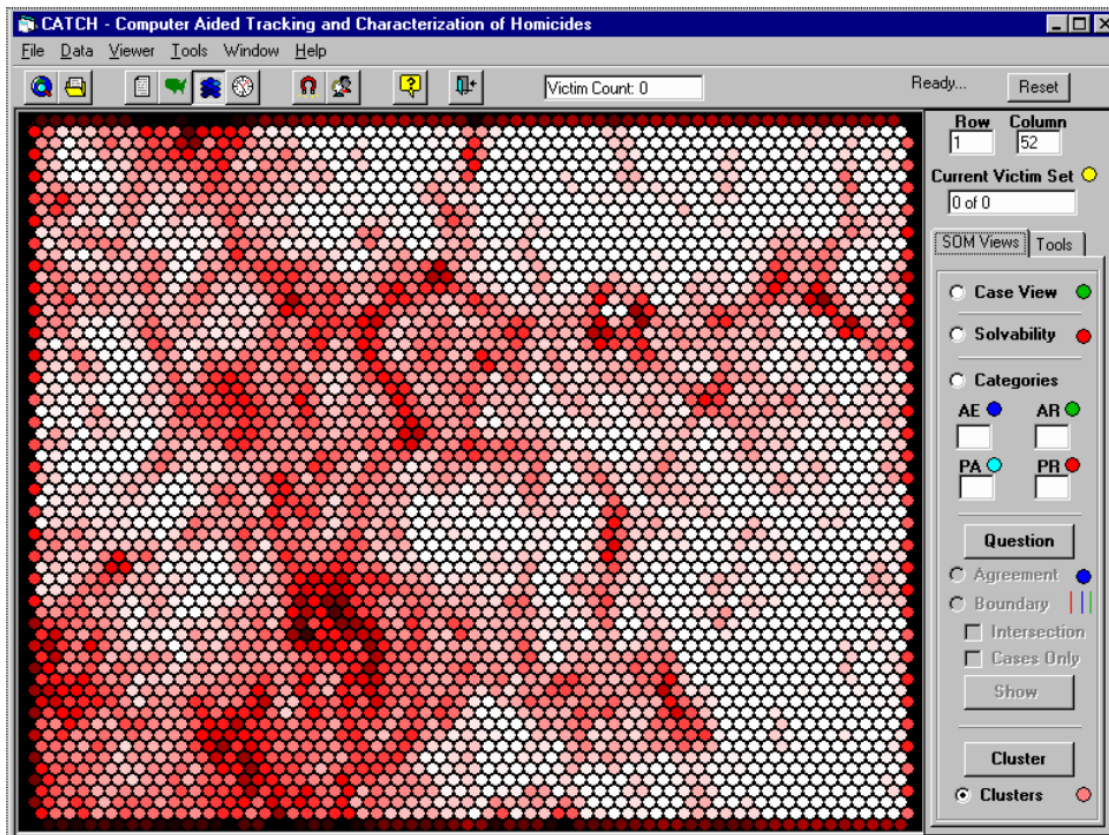 CATCH - Computer Aided Tracking and Characterization of Homicides
File Data Viewer Tools Window Help
Victim Count: 0
Ready...
Reset
Row Column
1 52
Current Victim Set
0 of 0
SOM Views Tools
Case View
Solvability
Categories
AE AR
PA PR
Question
Agreement
Boundary
Intersection
Cases Only
Show
Cluster
Clusters